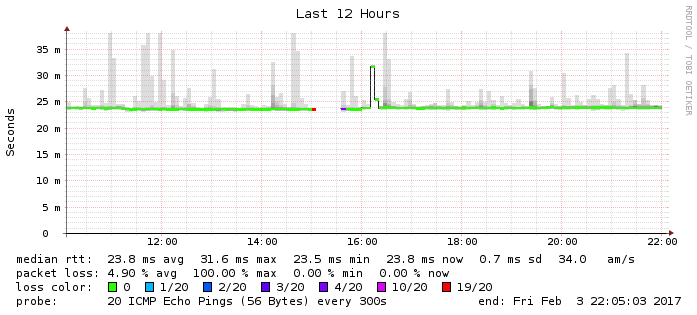 Last 12 Hours
RRDTOOL / TOBI OETIKER
Seconds
35 m
30 m
25 m
20 m
15 m
10 m
5 m
0
12:00 14:00 16:00 18:00 20:00 22:00
median rtt: 23.8 ms avg 31.6 ms max 23.5 ms min 23.8 ms now 0.7 ms sd 34.0 am/s
packet loss: 4.90 % avg 100.00 % max 0.00 % min 0.00 % now
loss color: 0 1/20 2/20 3/20 4/20 10/20 19/20
probe: 20 ICMP Echo Pings (56 Bytes) every 300s end: Fri Feb 3 22:05:03 2017